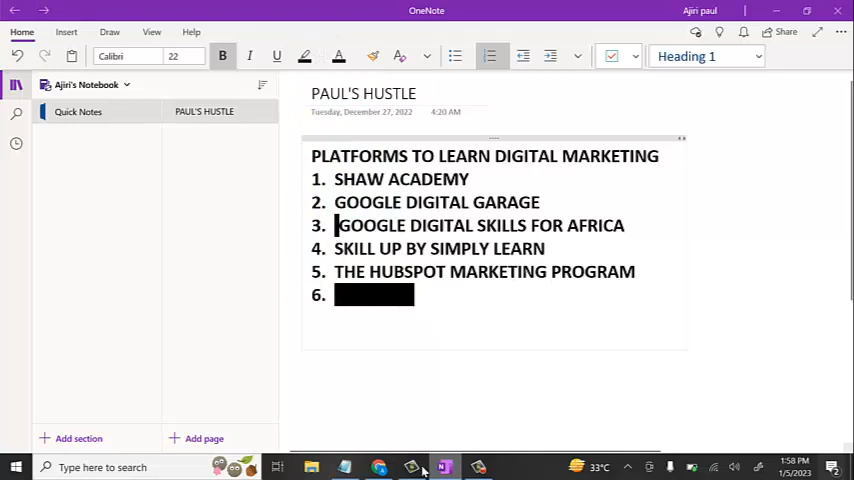 OneNote
Ajiri paul
Home Insert Draw View Help
Share
Calibri 22 B I U A A Heading 1
Ajiri's Notebook
Quick Notes
PAUL'S HUSTLE
PAUL'S HUSTLE
Tuesday, December 27, 2022 4:20 AM
PLATFORMS TO LEARN DIGITAL MARKETING
1. SHAW ACADEMY
2. GOOGLE DIGITAL GARAGE
3. GOOGLE DIGITAL SKILLS FOR AFRICA
4. SKILL UP BY SIMPLY LEARN
5. THE HUBSPOT MARKETING PROGRAM
6.
+ Add section
+ Add page
Type here to search
33°C
1:58 PM
1/5/2023
2